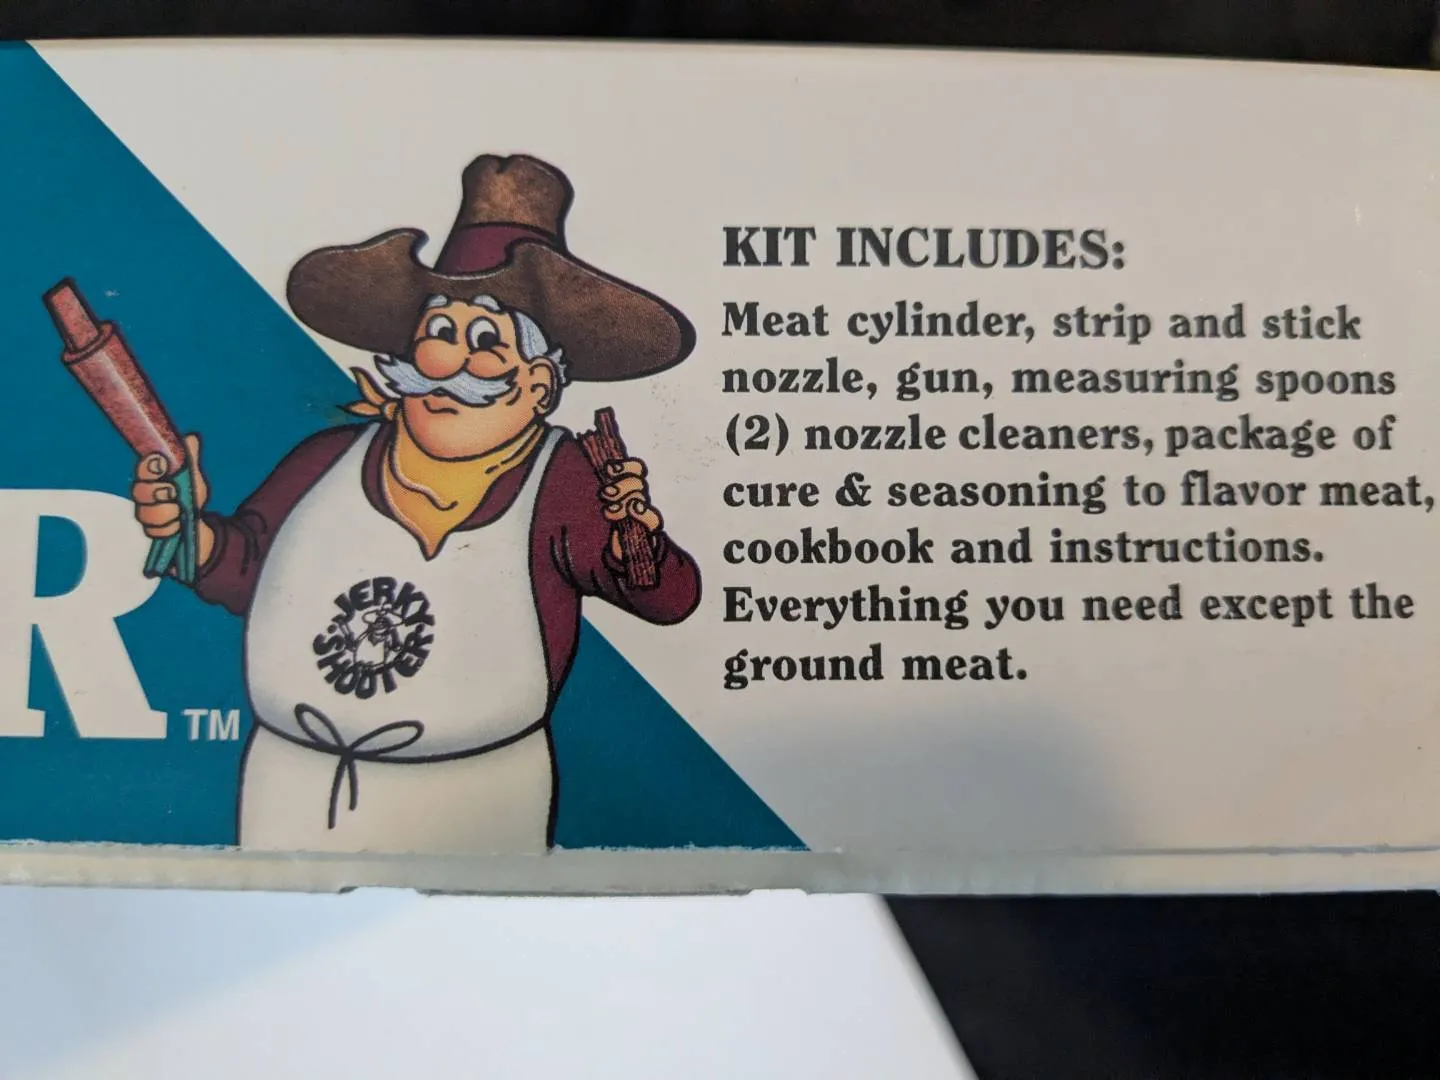 KIT INCLUDES:
Meat cylinder, strip and stick
nozzle, gun, measuring spoons
(2) nozzle cleaners, package of
cure & seasoning to flavor meat,
cookbook and instructions.
Everything you need except the
ground meat.
JERKY
SHOOTER
R TM